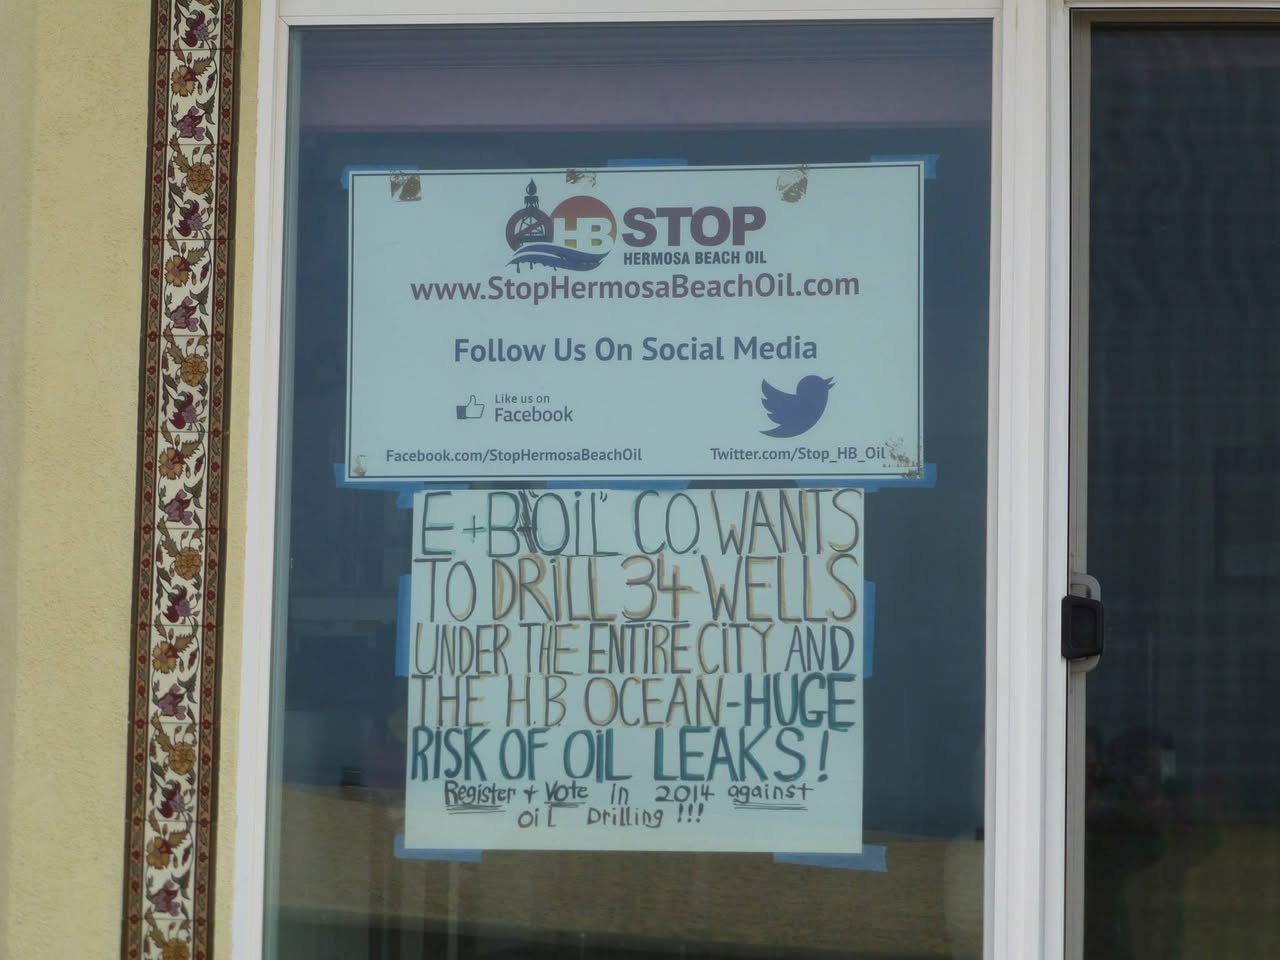 HB STOP
HERMOSA BEACH OIL
www.StopHermosaBeachOil.com
Follow Us On Social Media
Like us on
Facebook
Facebook.com/StopHermosaBeachOil
Twitter.com/Stop_HB_Oil
E+B "OiL" CO. WANTS
TO DRiLL 34 WELLS
UNDER THE ENTIRE CITY AND
THE H.B OCEAN-HUGE
RiSK OF OiL LEAKS!
Register + Vote in 2014 against
OiL Drilling !!!